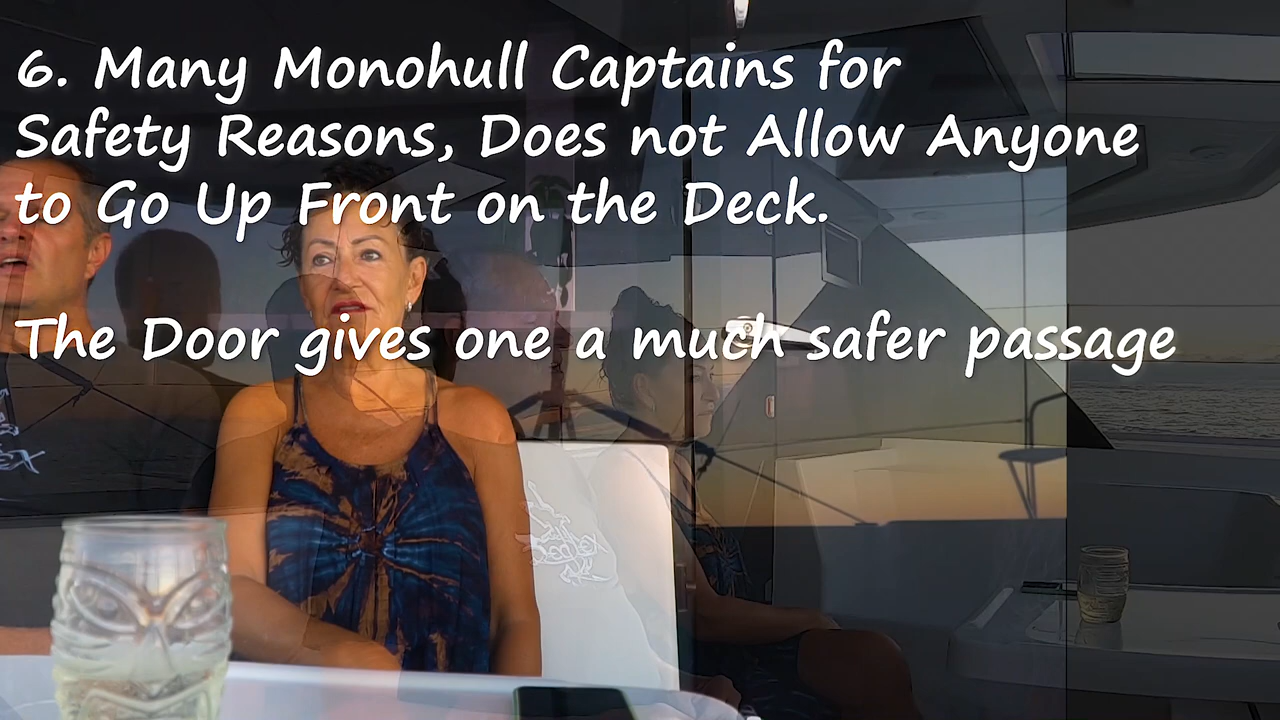 6. Many Monohull Captains for
Safety Reasons, Does not Allow Anyone
to Go Up Front on the Deck.
The Door gives one a much safer passage